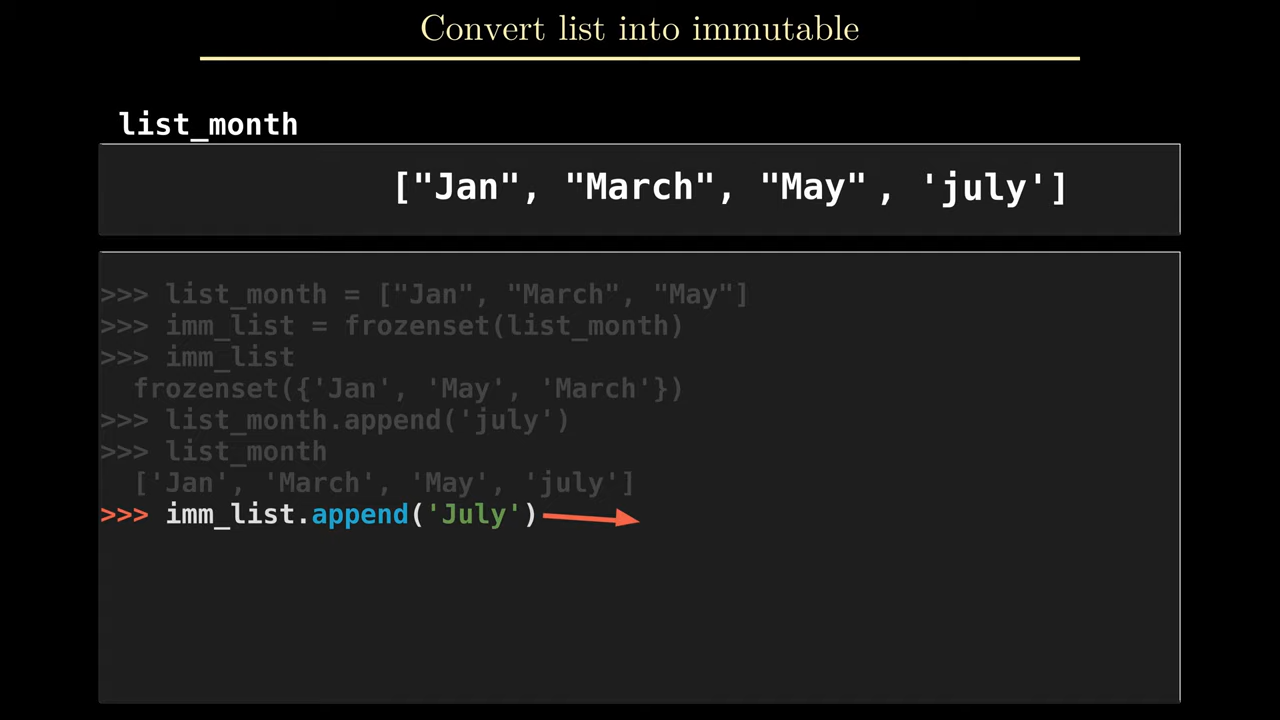 Convert list into immutable
list_month
["Jan", "March", "May", 'july']
>>> list_month = ["Jan", "March", "May"]
>>> imm_list = frozenset(list_month)
>>> imm_list
frozenset({'Jan', 'May', 'March'})
>>> list_month.append('july')
>>> list_month
['Jan', 'March', 'May', 'july']
>>> imm_list.append('July')